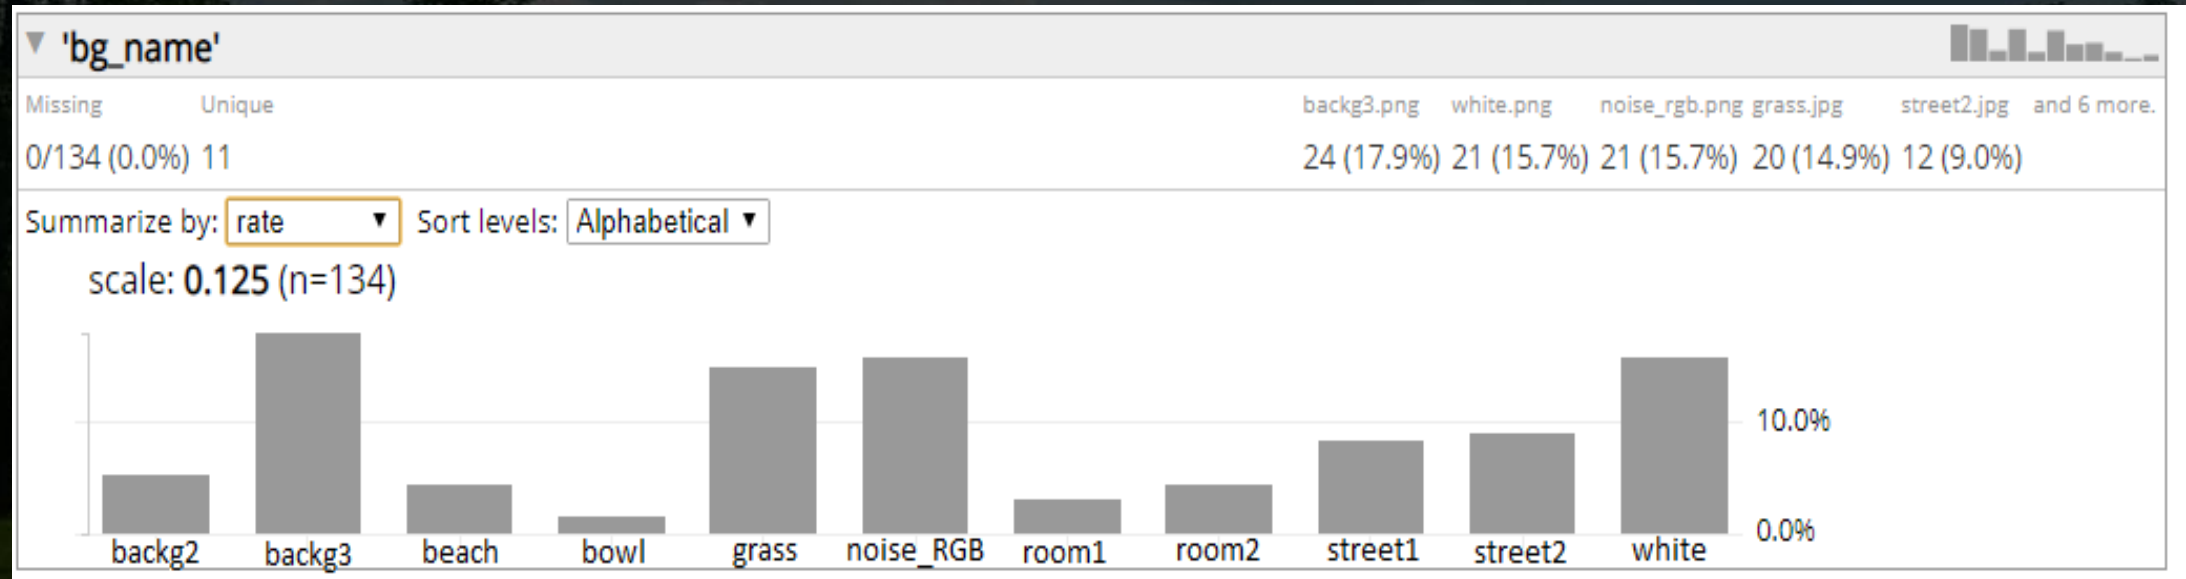 'bg_name'
Missing Unique backg3.png white.png noise_rgb.png grass.jpg street2.jpg and 6 more.
0/134 (0.0%) 11 24 (17.9%) 21 (15.7%) 21 (15.7%) 20 (14.9%) 12 (9.0%)
Summarize by: rate Sort levels: Alphabetical
scale: 0.125 (n=134)
10.0%
0.0%
backg2 backg3 beach bowl grass noise_RGB room1 room2 street1 street2 white